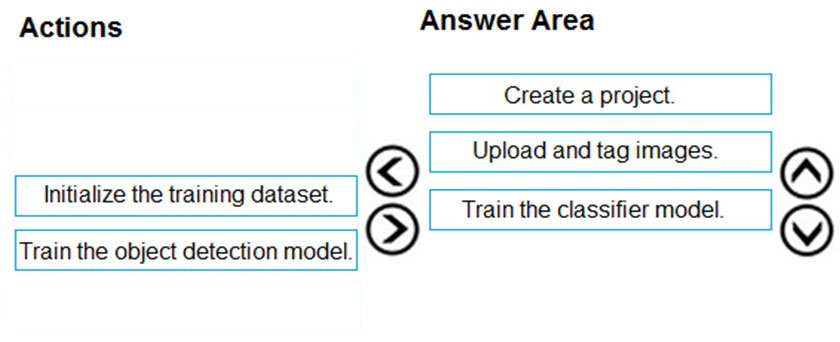 Actions
Answer Area
Create a project.
Upload and tag images.
Initialize the training dataset.
Train the classifier model.
Train the object detection model.